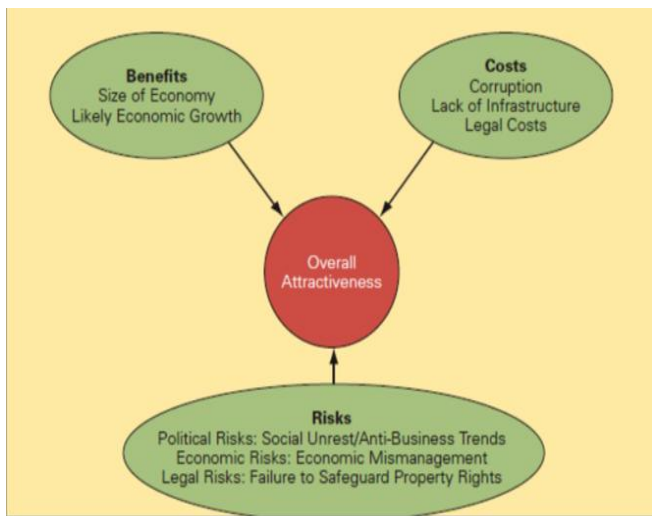 Benefits
Size of Economy
Likely Economic Growth
Costs
Corruption
Lack of Infrastructure
Legal Costs
Overall
Attractiveness
Risks
Political Risks: Social Unrest/Anti-Business Trends
Economic Risks: Economic Mismanagement
Legal Risks: Failure to Safeguard Property Rights